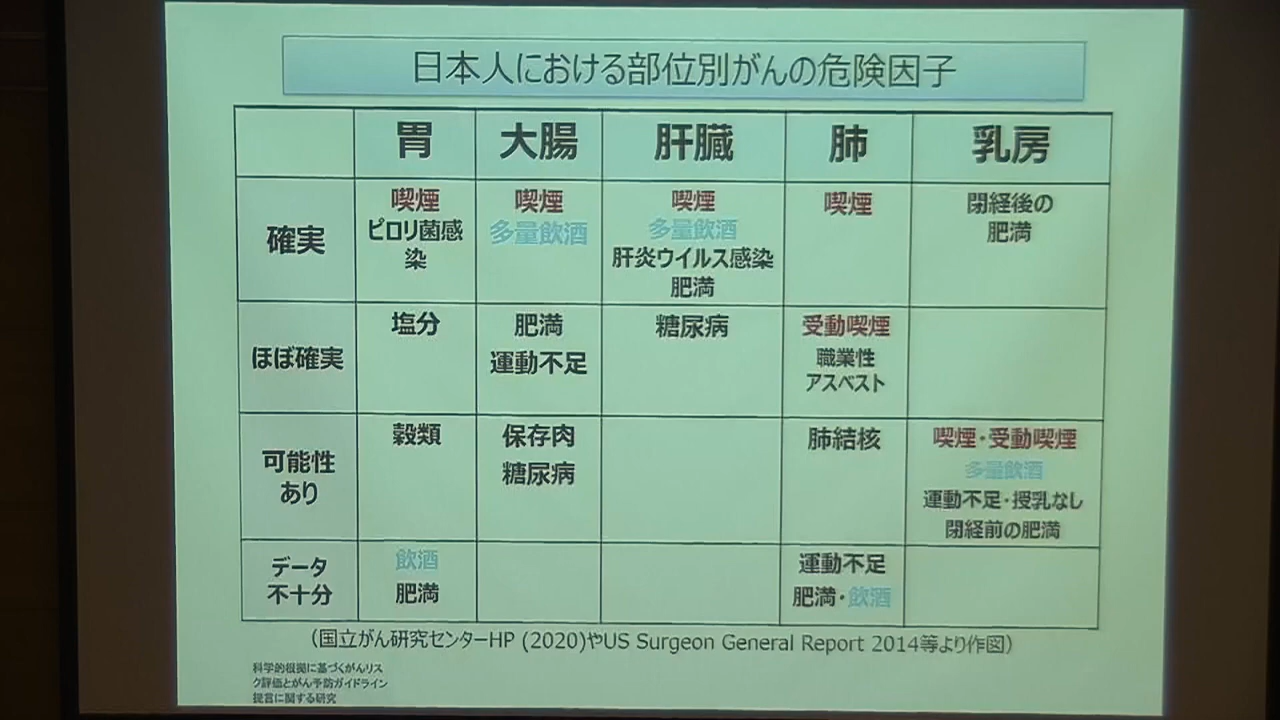 日本人における部位別がんの危険因子
胃 大腸 肝臓 肺 乳房
確実
喫煙
ピロリ菌感
染
喫煙
多量飲酒
喫煙
多量飲酒
肝炎ウイルス感染
肥満
喫煙
閉経後の
肥満
ほぼ確実
塩分
肥満
運動不足
糖尿病
受動喫煙
職業性
アスベスト
可能性
あり
穀類
保存肉
糖尿病
肺結核
喫煙・受動喫煙
多量飲酒
運動不足・授乳なし
閉経前の肥満
データ
不十分
飲酒
肥満
運動不足
肥満・飲酒
（国立がん研究センターHP (2020)やUS Surgeon General Report 2014等より作図）
科学的根拠に基づくがんリス
ク評価とがん予防ガイドライン
提言に関する研究